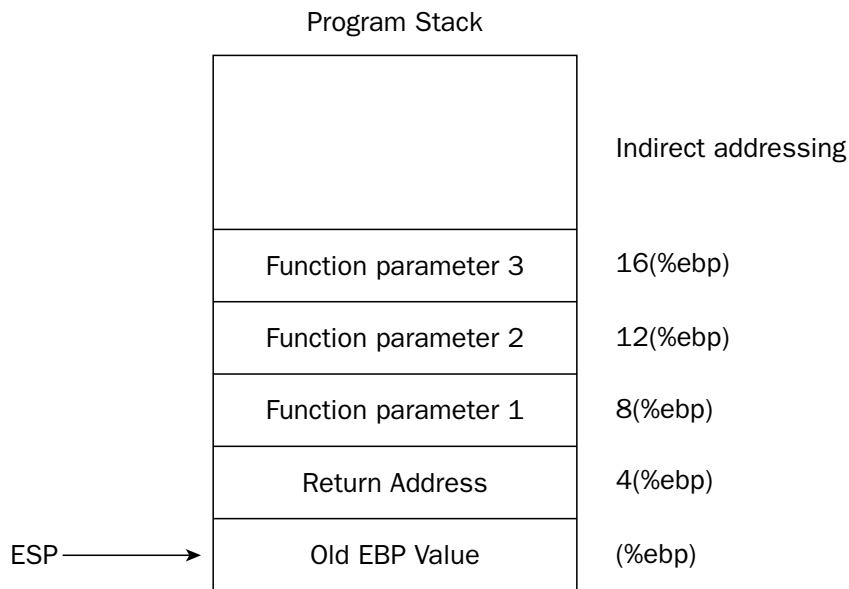 Program Stack
Indirect addressing
Function parameter 3 16(%ebp)
Function parameter 2 12(%ebp)
Function parameter 1 8(%ebp)
Return Address 4(%ebp)
ESP Old EBP Value (%ebp)